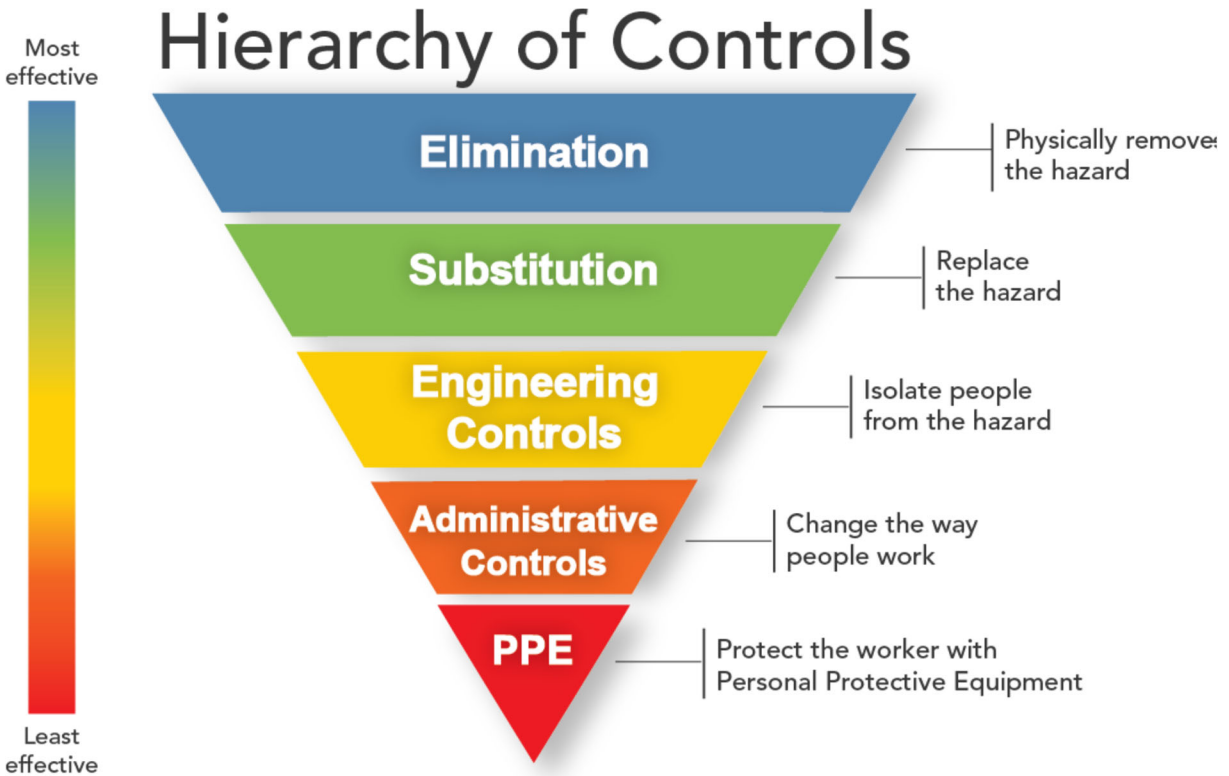 Hierarchy of Controls
Most
effective
Elimination
Physically removes
the hazard
Substitution
Replace
the hazard
Engineering
Controls
Isolate people
from the hazard
Administrative
Controls
Change the way
people work
PPE
Protect the worker with
Personal Protective Equipment
Least
effective